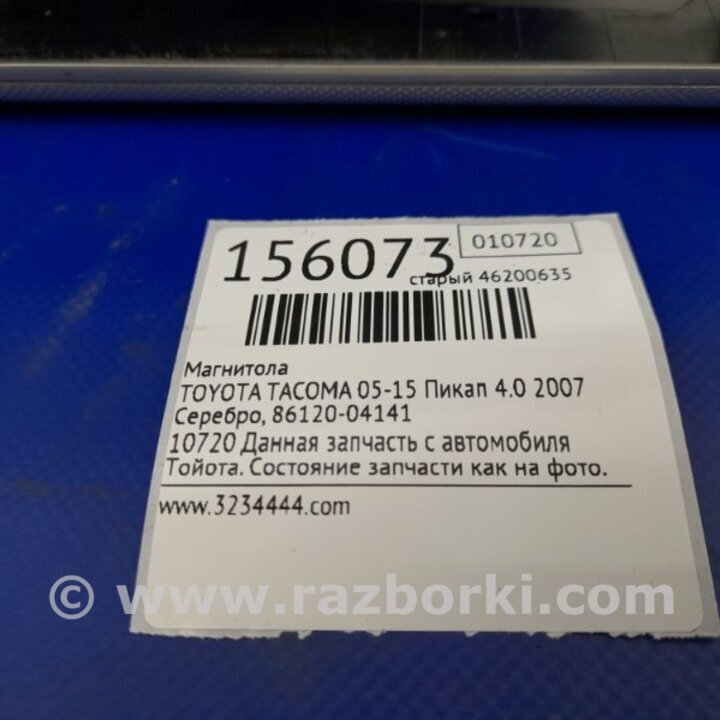 156073
010720
старый 46200635
Магнитола
TOYOTA TACOMA 05-15 Пикап 4.0 2007
Серебро, 86120-04141
10720 Данная запчасть с автомобиля
Тойота. Состояние запчасти как на фото.
www.3234444.com
© www.razborki.com